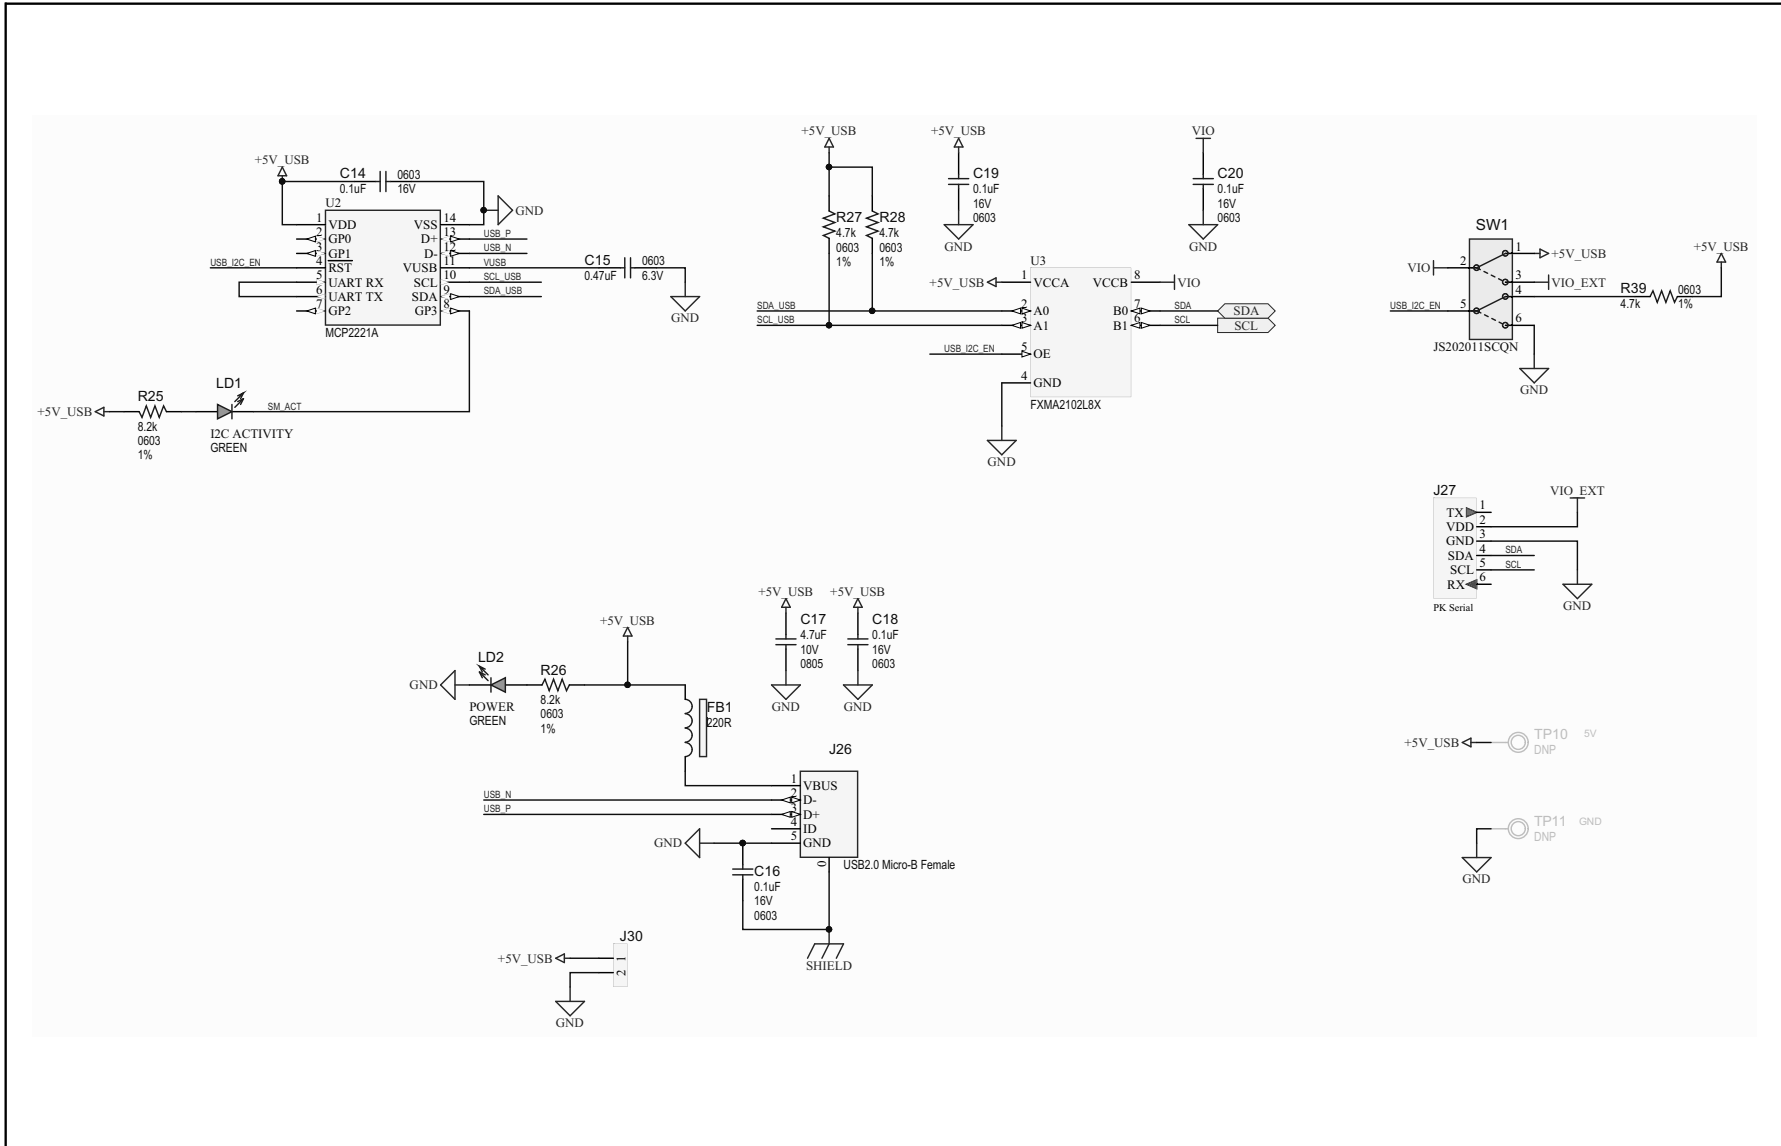 +5V_USB
C14
0.1uF
0603
16V
U2
GND
1 VDD
2 GP0
3 GP1
4 RST
5 UART RX
6 UART TX
7 GP2
VSS 14
D+ 13
D- 12
VUSB 11
SCL 10
SDA 9
GP3 8
MCP2221A
USB_I2C_EN
USB_P
USB_N
VUSB
SCL_USB
SDA_USB
C15
0.47uF
0603
6.3V
GND
+5V_USB
R25
8.2k
0603
1%
LD1
I2C ACTIVITY
GREEN
SM_ACT
+5V_USB
R27
4.7k
0603
1%
R28
4.7k
0603
1%
+5V_USB
C19
0.1uF
16V
0603
GND
VIO
C20
0.1uF
16V
0603
GND
SDA_USB
SCL_USB
USB_I2C_EN
+5V_USB
U3
1 VCCA
2 A0
3 A1
5 OE
4 GND
VCCB 8
B0 7
B1 6
FXMA2102L8X
VIO
SDA
SCL
SDA
SCL
GND
SW1
VIO
2
USB_I2C_EN
5
1
+5V_USB
3
VIO_EXT
4
6
JS202011SCQN
GND
R39
4.7k
0603
1%
+5V_USB
J27
TX 1
VDD 2
GND 3
SDA 4
SCL 5
RX 6
PK Serial
VIO_EXT
SDA
SCL
GND
+5V_USB
C17
4.7uF
10V
0805
GND
+5V_USB
C18
0.1uF
16V
0603
GND
+5V_USB
GND
LD2
POWER
GREEN
R26
8.2k
0603
1%
FB1
220R
J26
1 VBUS
2 D-
3 D+
4 ID
5 GND
0
USB2.0 Micro-B Female
USB_N
USB_P
GND
C16
0.1uF
16V
0603
SHIELD
J30
+5V_USB
1
2
GND
+5V_USB
TP10
5V
DNP
TP11
GND
DNP
GND